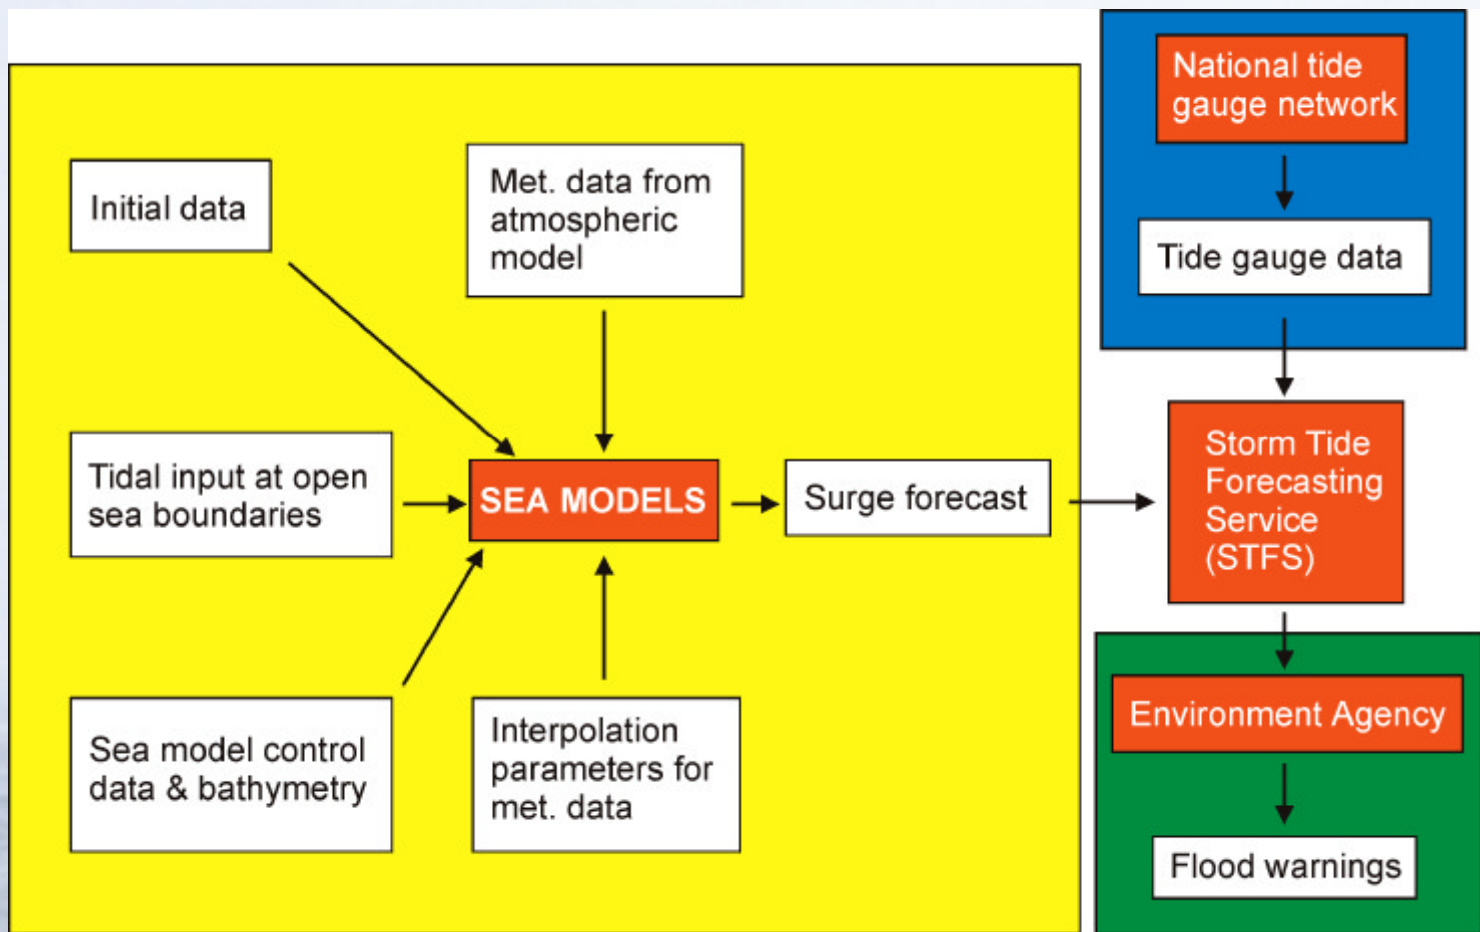 National tide
gauge network
Initial data
Met. data from
atmospheric
model
Tide gauge data
Tidal input at open
sea boundaries
SEA MODELS
Surge forecast
Storm Tide
Forecasting
Service
(STFS)
Sea model control
data & bathymetry
Interpolation
parameters for
met. data
Environment Agency
Flood warnings